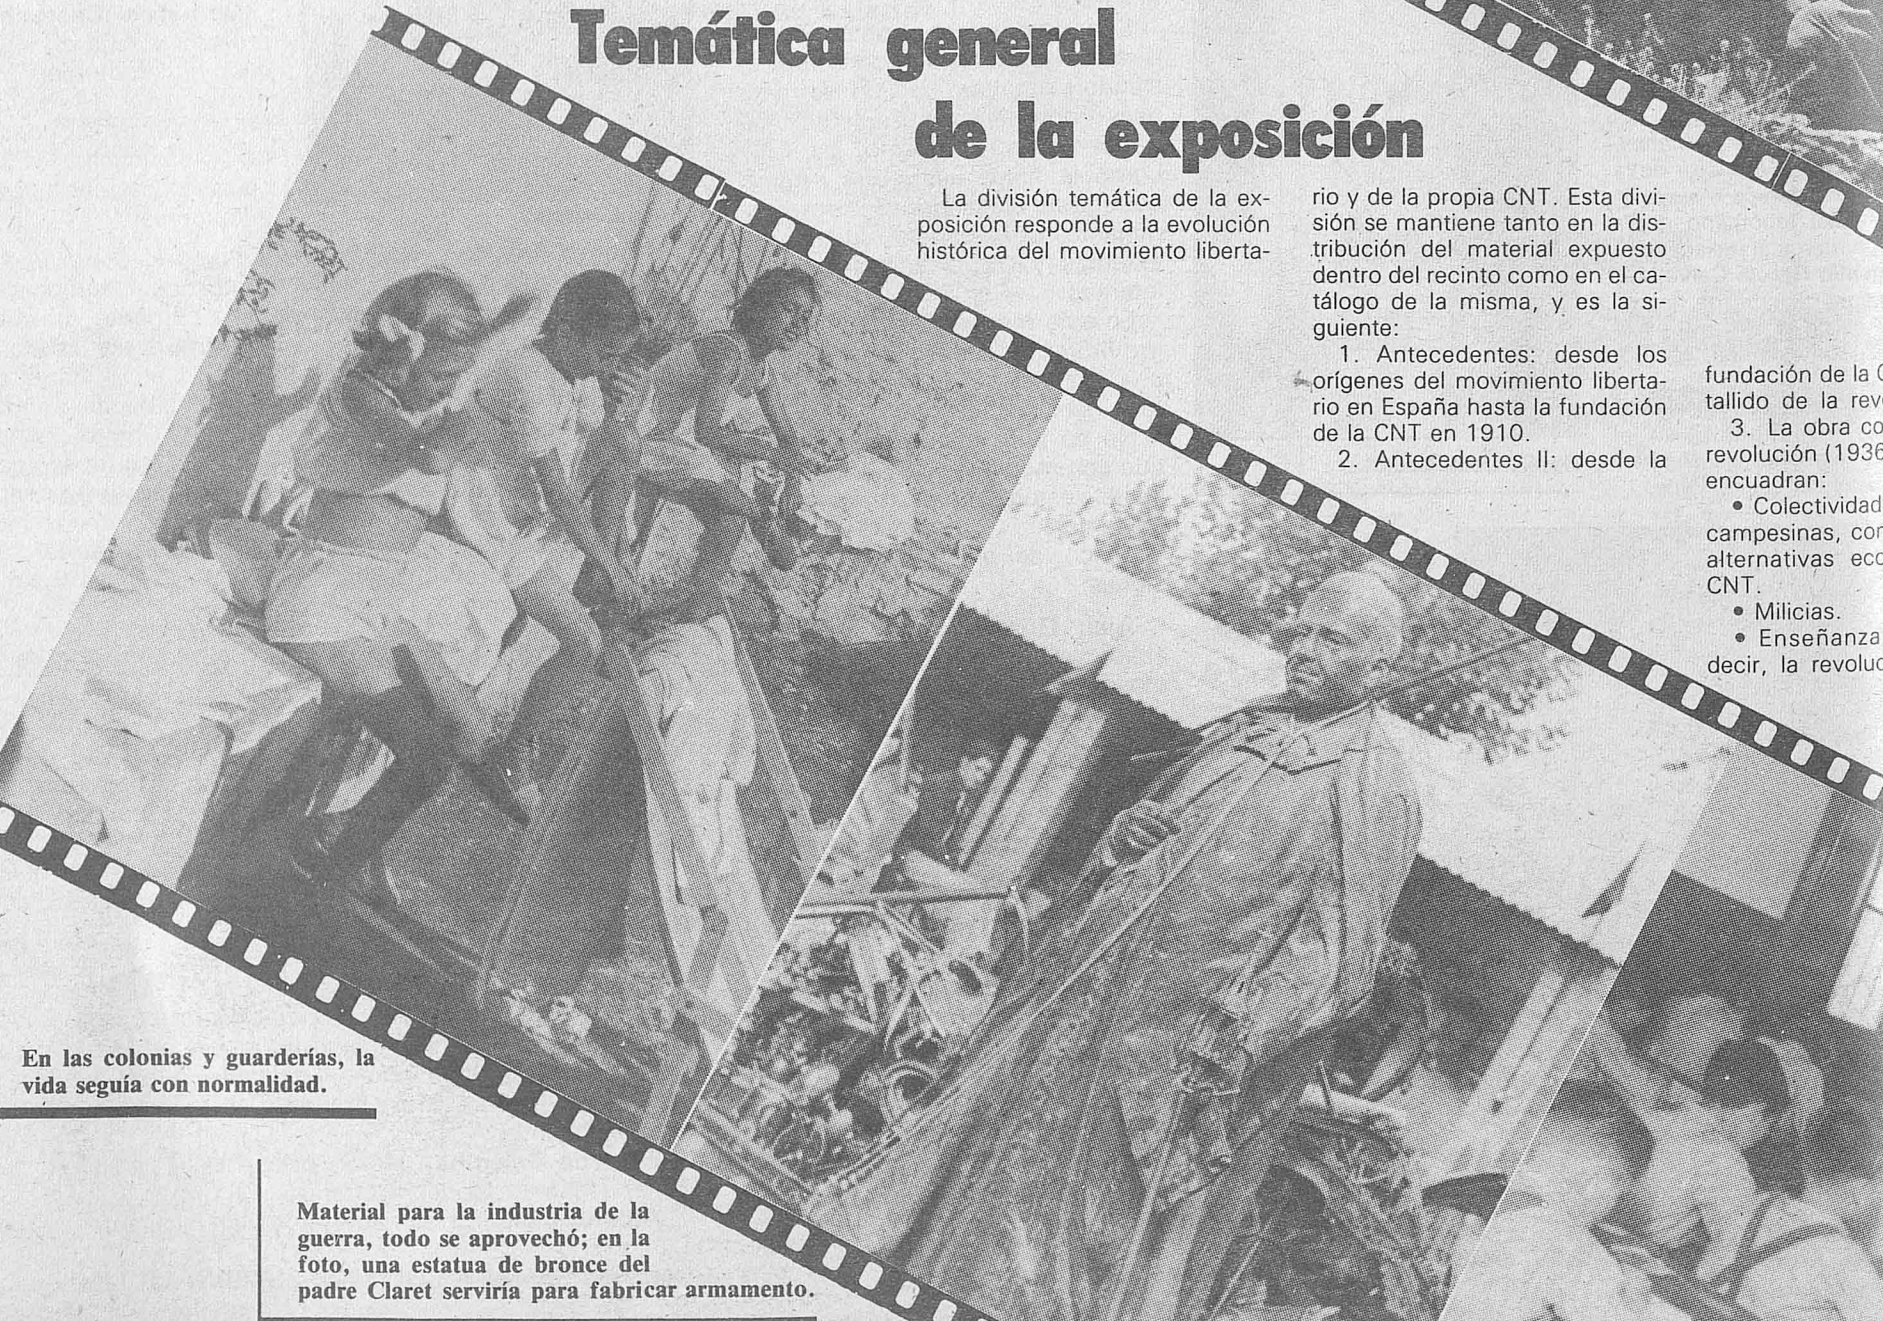 Temática general
de la exposición
La división temática de la ex-
posición responde a la evolución
histórica del movimiento liberta-
rio y de la propia CNT. Esta divi-
sión se mantiene tanto en la dis-
tribución del material expuesto
dentro del recinto como en el ca-
tálogo de la misma, y es la si-
guiente:
1. Antecedentes: desde los
orígenes del movimiento liberta-
rio en España hasta la fundación
de la CNT en 1910.
2. Antecedentes II: desde la
fundación de la
tallido de la
3. La obra
revolución (1936
encuadran:
• Colectividad
campesinas,
alternativas
CNT.
• Milicias.
• Enseñanza
decir, la
En las colonias y guarderías, la
vida seguía con normalidad.
Material para la industria de la
guerra, todo se aprovechó; en la
foto, una estatua de bronce del
padre Claret serviría para fabricar armamento.